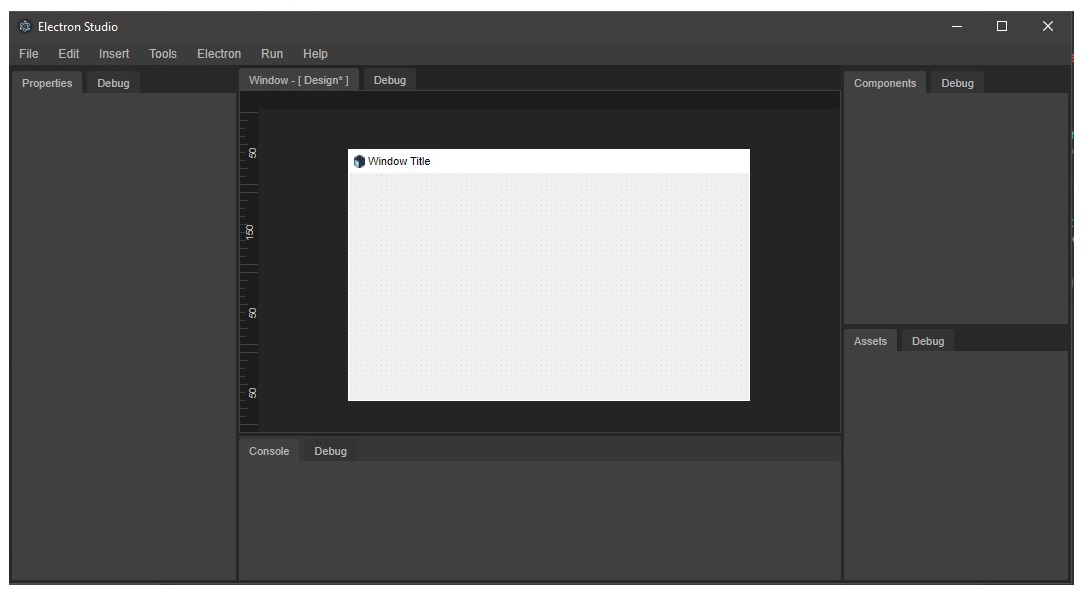 Electron Studio
File Edit Insert Tools Electron Run Help
Properties Debug
Window - [ Design* ] Debug
50
150
50
50
Window Title
Console Debug
Components Debug
Assets Debug